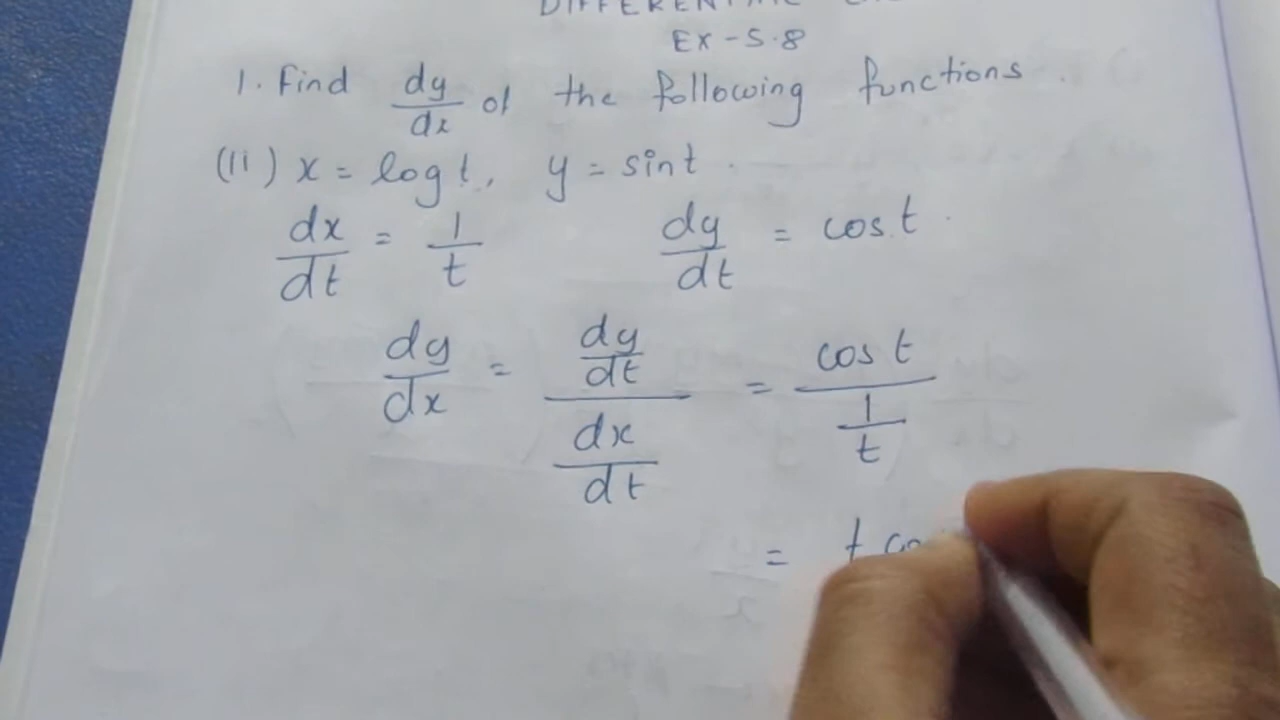 EX-5.8
1. Find dy/dx of the following functions.
(ii) x = log t, y = sint.
dx/dt = 1/t dy/dt = cos t.
dy/dx = (dy/dt)/(dx/dt) = cos t/(1/t)
= t